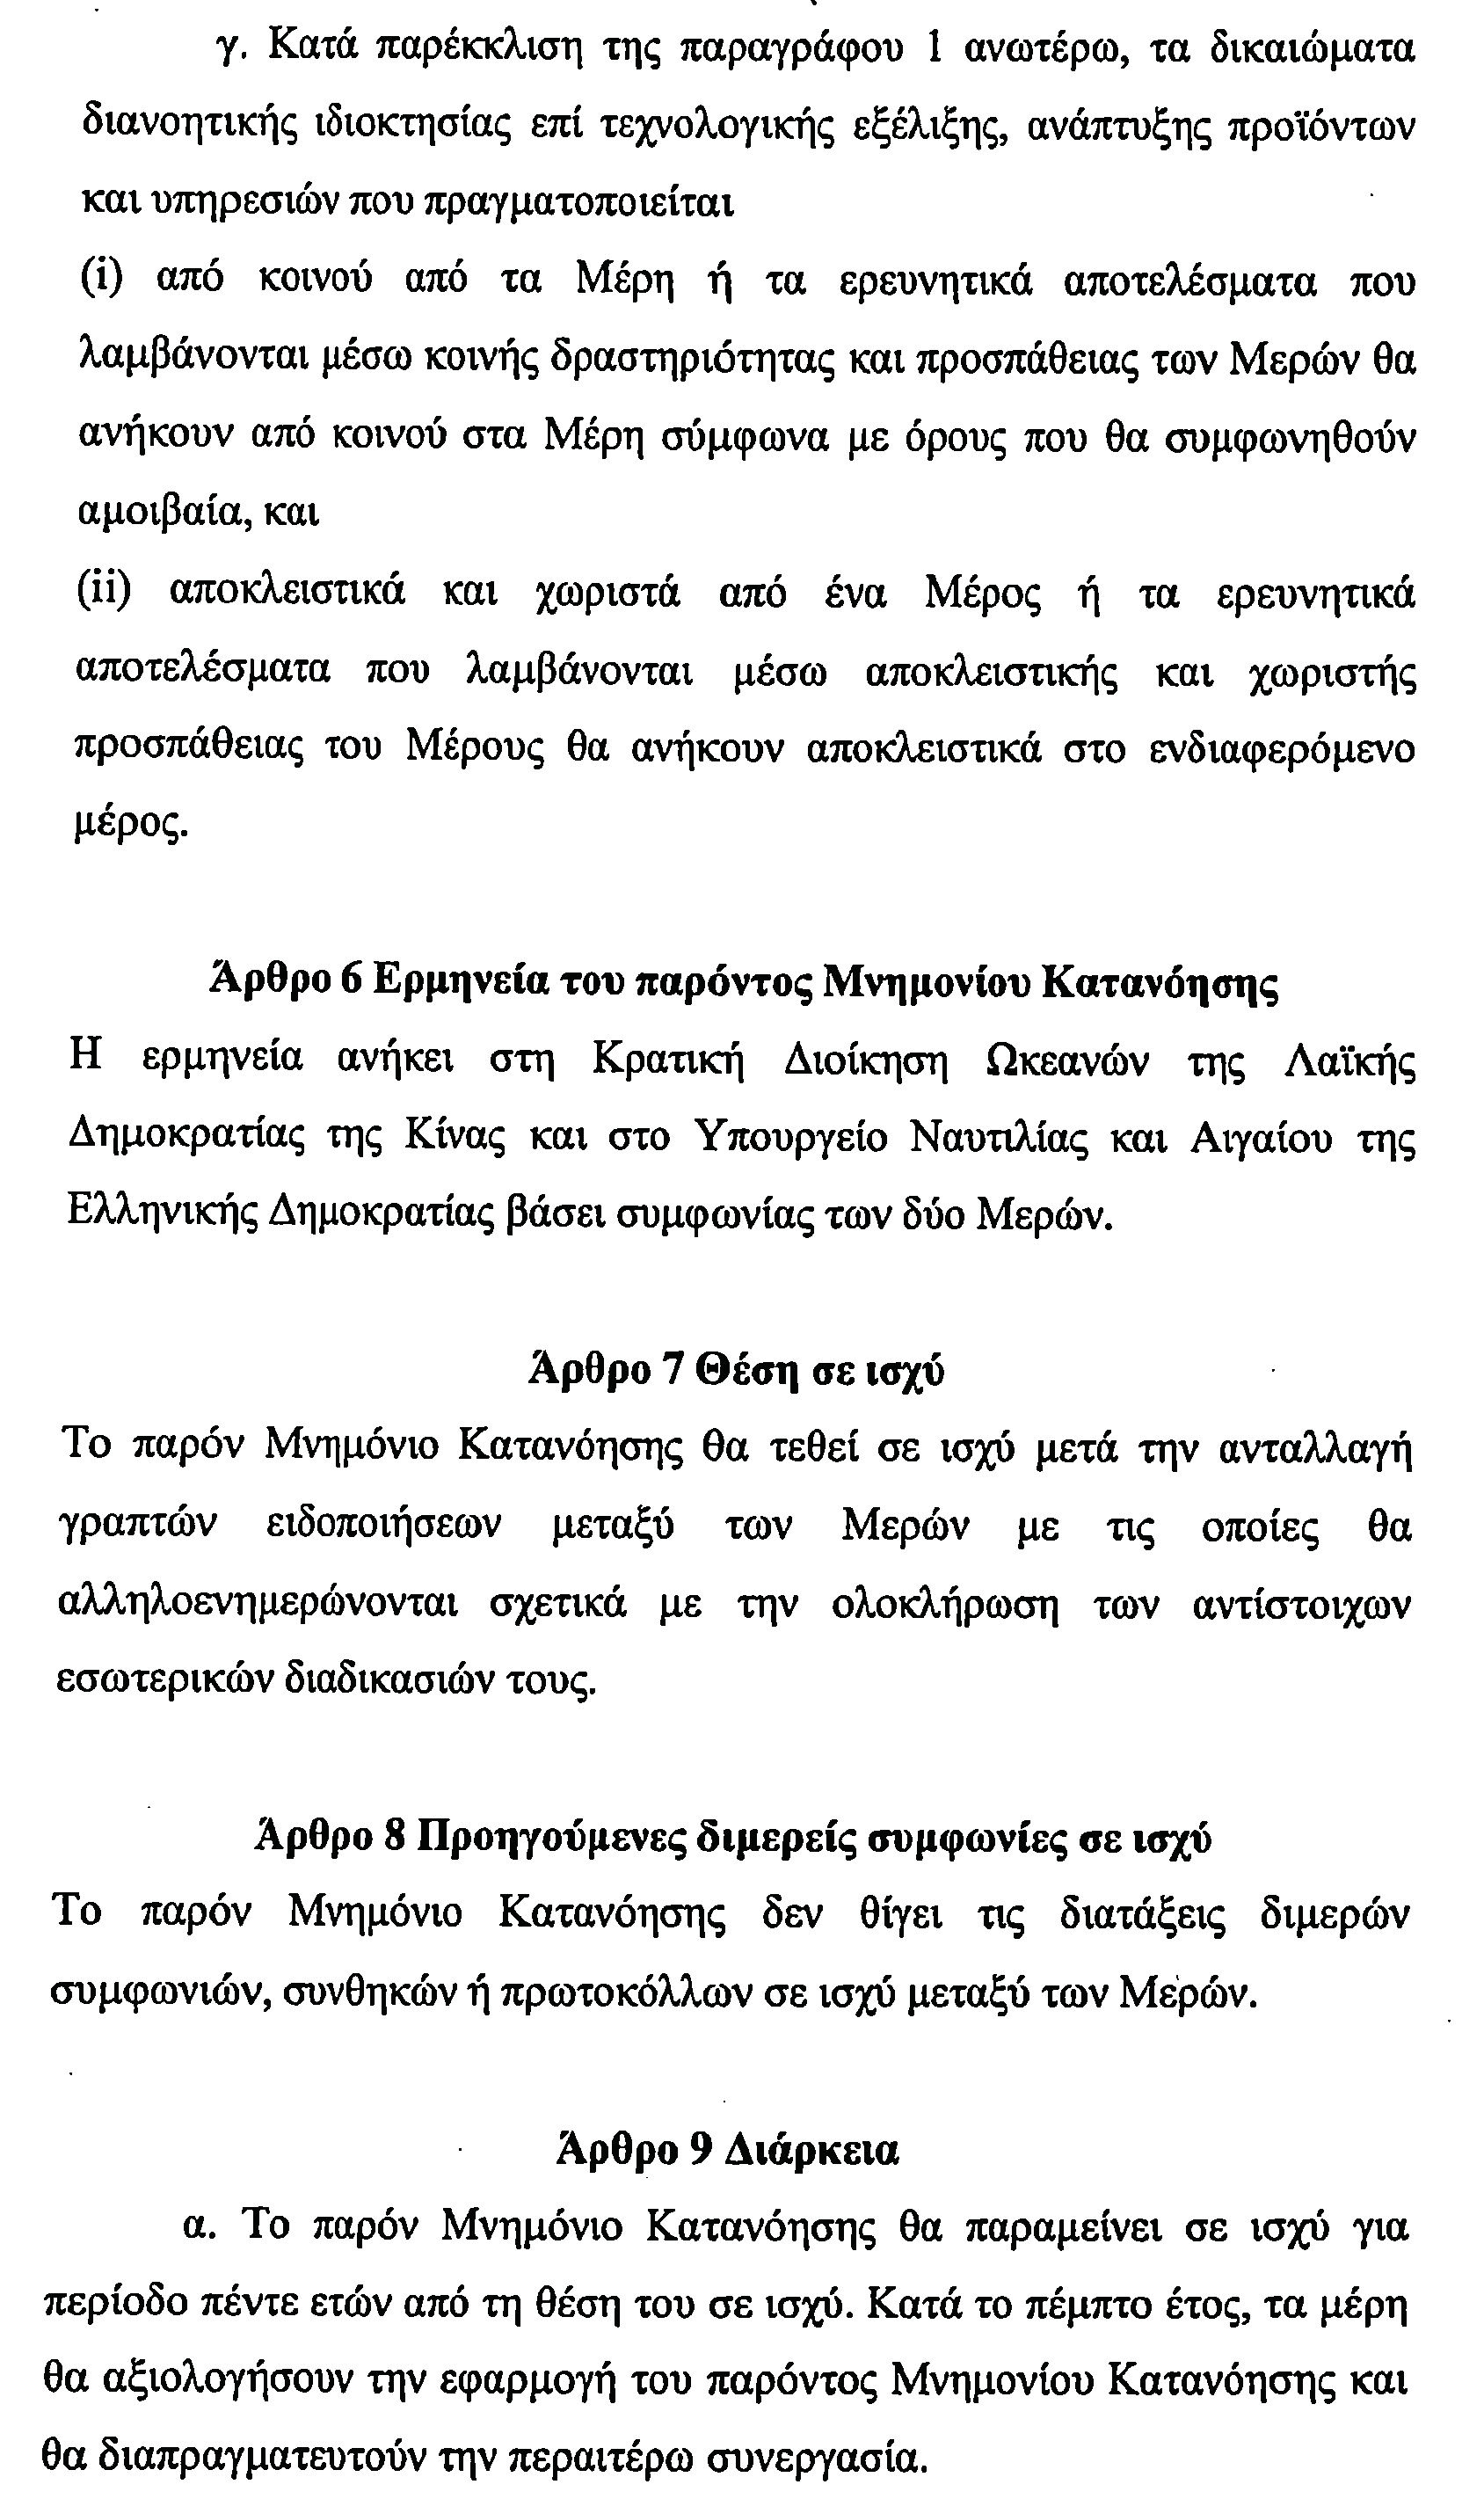 γ. Κατά παρέκκλιση της παραγράφου 1 ανωτέρω, τα δικαιώματα
διανοητικής ιδιοκτησίας επί τεχνολογικής εξέλιξης, ανάπτυξης προϊόντων
και υπηρεσιών που πραγματοποιείται
(i) από κοινού από τα Μέρη ή τα ερευνητικά αποτελέσματα που
λαμβάνονται μέσω κοινής δραστηριότητας και προσπάθειας των Μερών θα
ανήκουν από κοινού στα Μέρη σύμφωνα με όρους που θα συμφωνηθούν
αμοιβαία, και
(ii) αποκλειστικά και χωριστά από ένα Μέρος ή τα ερευνητικά
αποτελέσματα που λαμβάνονται μέσω αποκλειστικής και χωριστής
προσπάθειας του Μέρους θα ανήκουν αποκλειστικά στο ενδιαφερόμενο
μέρος.
Άρθρο 6 Ερμηνεία του παρόντος Μνημονίου Κατανόησης
Η ερμηνεία ανήκει στη Κρατική Διοίκηση Ωκεανών της Λαϊκής
Δημοκρατίας της Κίνας και στο Υπουργείο Ναυτιλίας και Αιγαίου της
Ελληνικής Δημοκρατίας βάσει συμφωνίας των δύο Μερών.
Άρθρο 7 Θέση σε ισχύ
Το παρόν Μνημόνιο Κατανόησης θα τεθεί σε ισχύ μετά την ανταλλαγή
γραπτών ειδοποιήσεων μεταξύ των Μερών με τις οποίες θα
αλληλοενημερώνονται σχετικά με την ολοκλήρωση των αντίστοιχων
εσωτερικών διαδικασιών τους.
Άρθρο 8 Προηγούμενες διμερείς συμφωνίες σε ισχύ
Το παρόν Μνημόνιο Κατανόησης δεν θίγει τις διατάξεις διμερών
συμφωνιών, συνθηκών ή πρωτοκόλλων σε ισχύ μεταξύ των Μερών.
Άρθρο 9 Διάρκεια
α. Το παρόν Μνημόνιο Κατανόησης θα παραμείνει σε ισχύ για
περίοδο πέντε ετών από τη θέση του σε ισχύ. Κατά το πέμπτο έτος, τα μέρη
θα αξιολογήσουν την εφαρμογή του παρόντος Μνημονίου Κατανόησης και
θα διαπραγματευτούν την περαιτέρω συνεργασία.